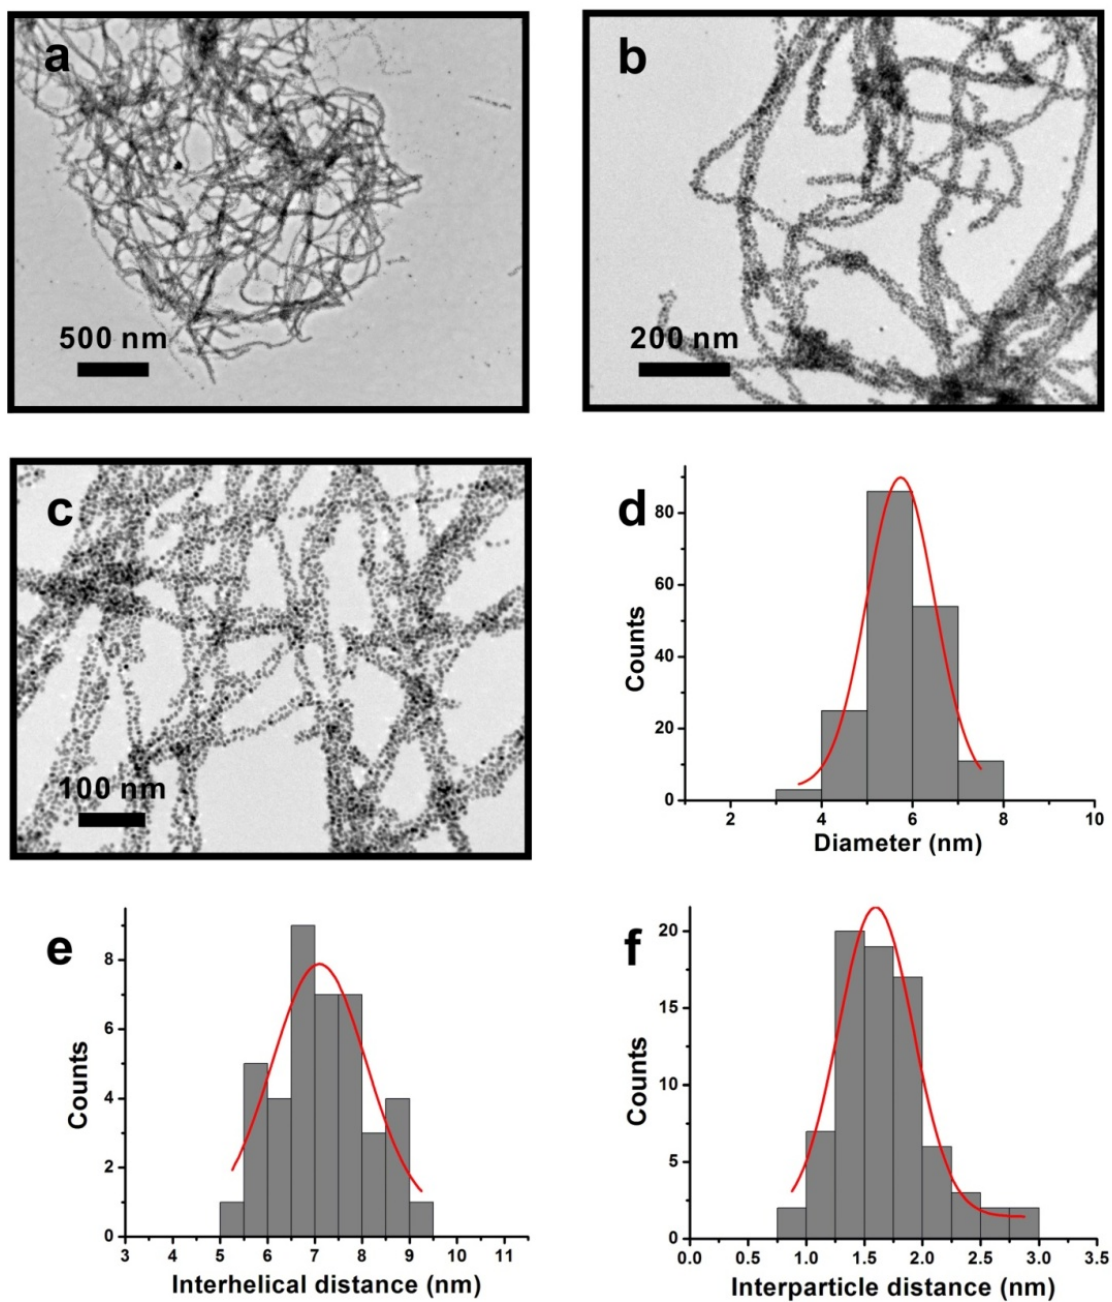 a
500 nm
b
200 nm
c
100 nm
d
Counts
80
60
40
20
0
2 4 6 8 10
Diameter (nm)
e
Counts
8
6
4
2
0
3 4 5 6 7 8 9 10 11
Interhelical distance (nm)
f
Counts
20
15
10
5
0
0.0 0.5 1.0 1.5 2.0 2.5 3.0 3.5
Interparticle distance (nm)